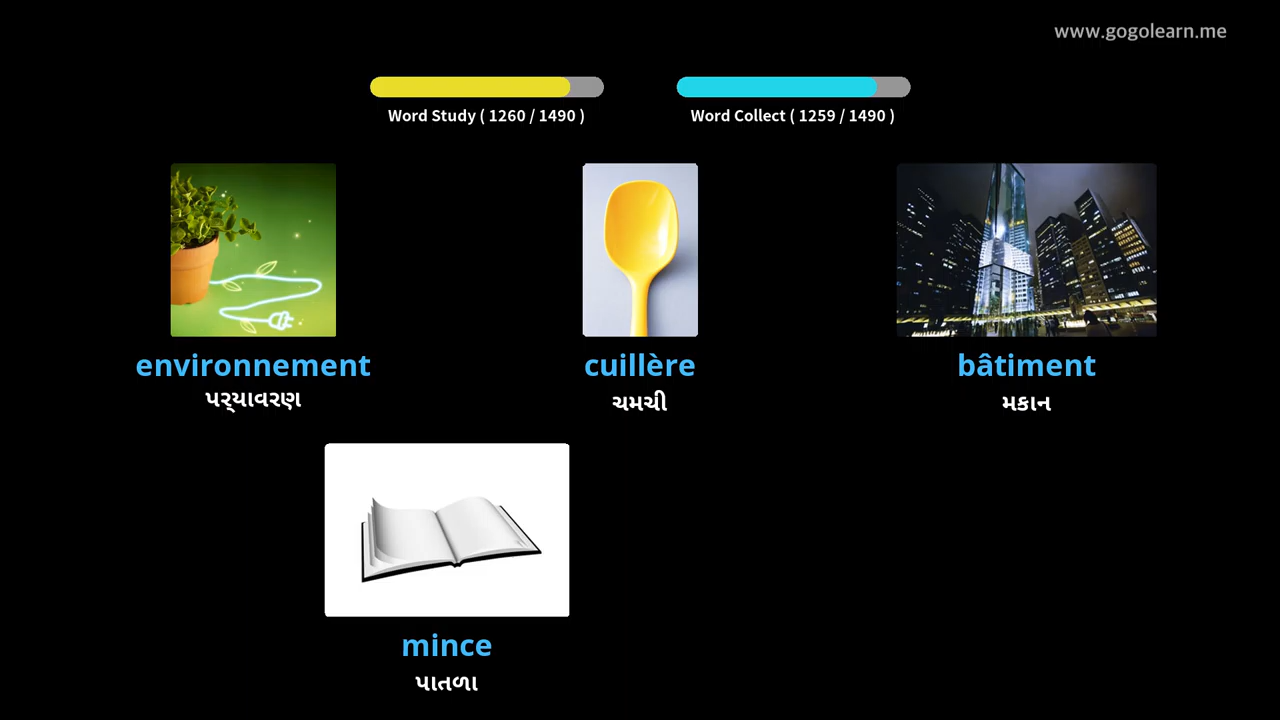 www.gogolearn.me
Word Study ( 1260 / 1490 )
Word Collect ( 1259 / 1490 )
environnement
પર્યાવરણ
cuillère
ચમચી
bâtiment
મકાન
mince
પાતળા